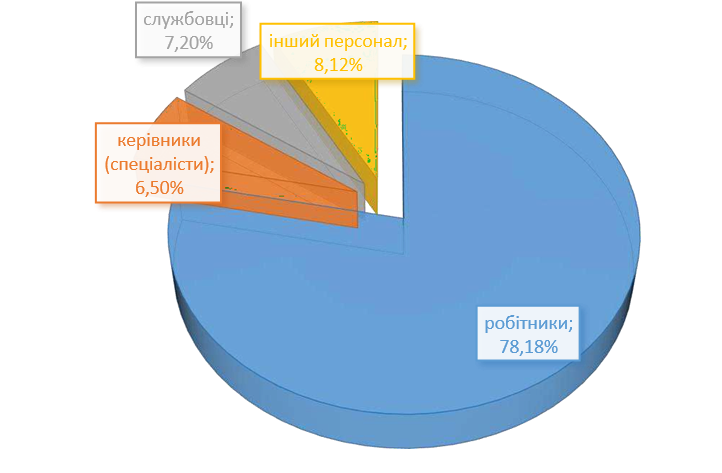 службовці;
7,20%
інший персонал;
8,12%
керівники
(спеціалісти);
6,50%
робітники;
78,18%